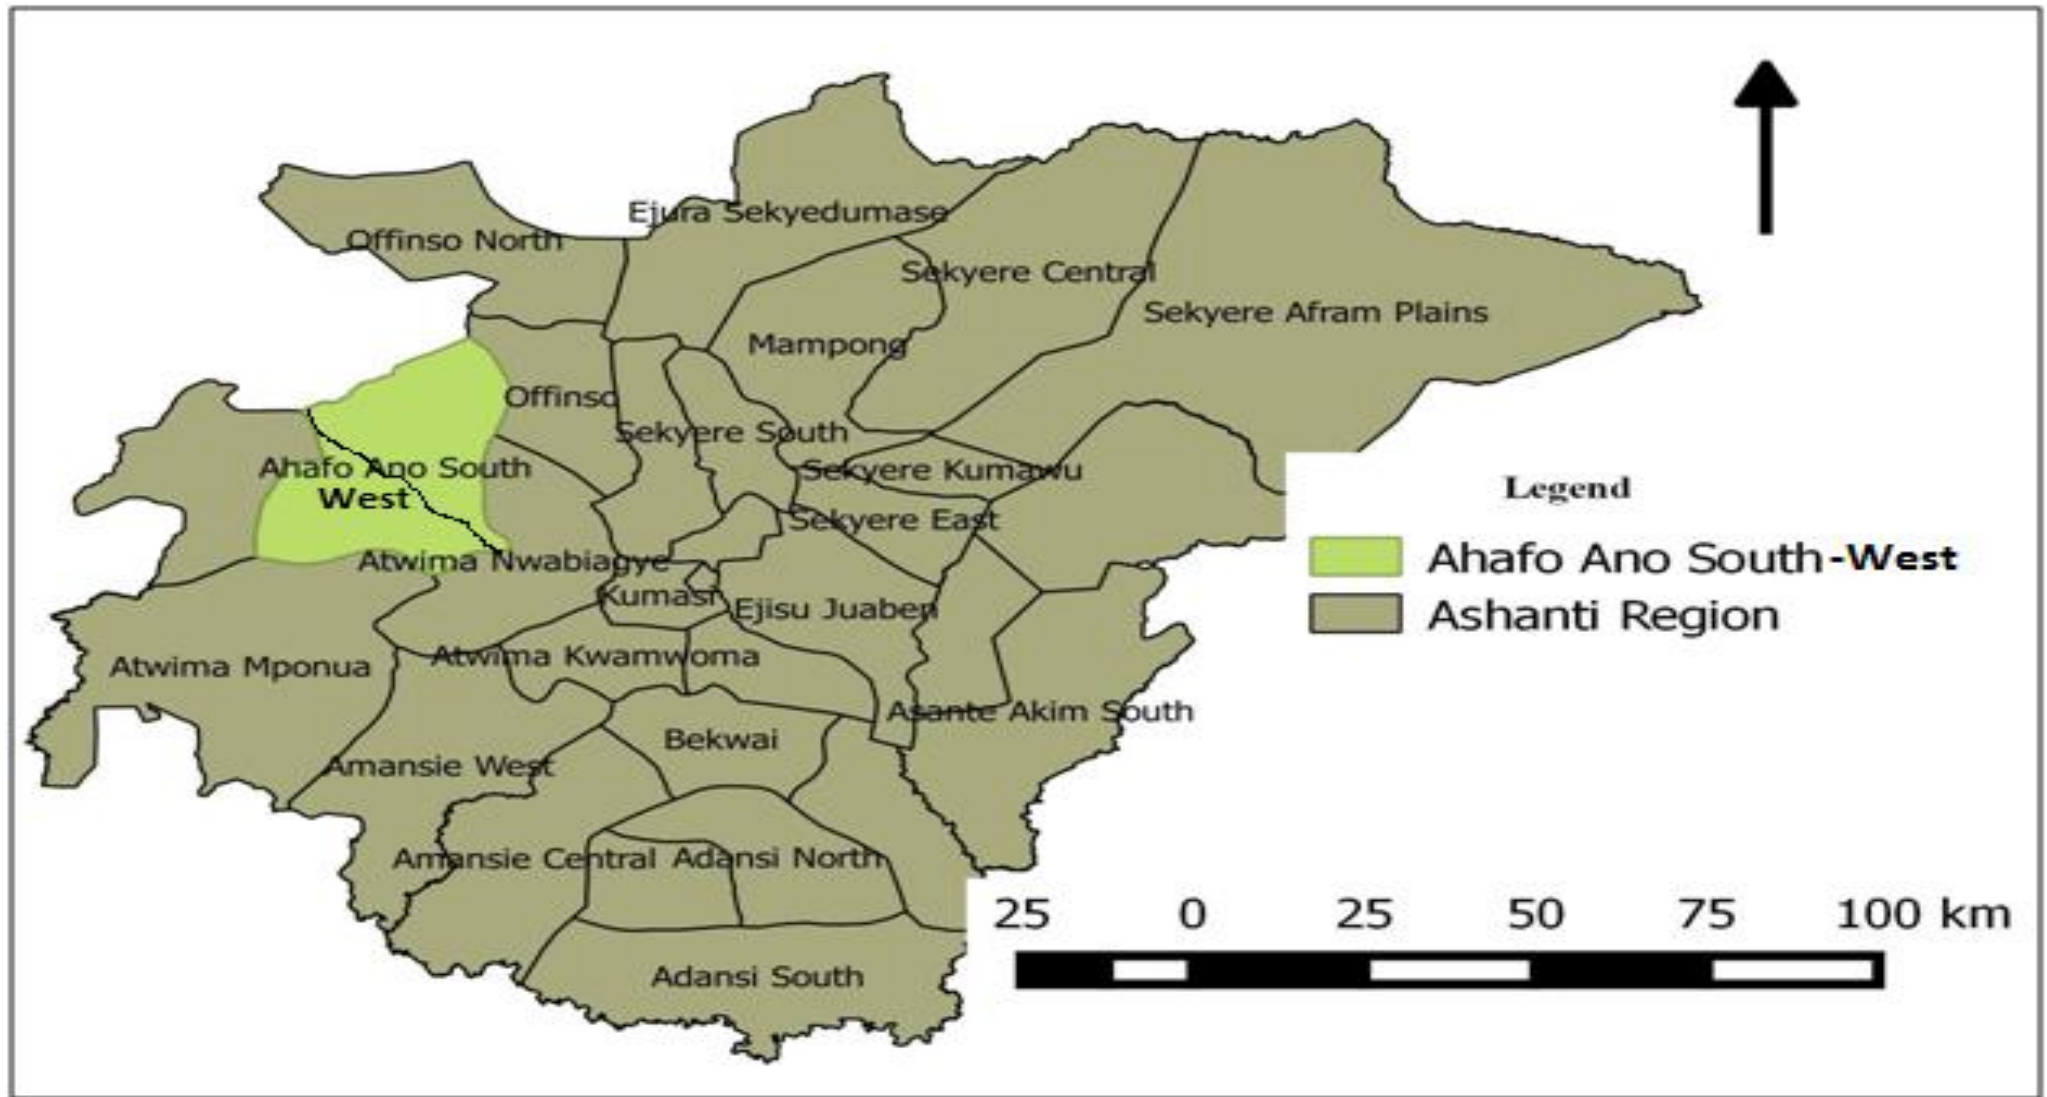 Ejura Sekyedumase
Offinso North
Sekyere Central
Sekyere Afram Plains
Mampong
Offinso
Sekyere South
Ahafo Ano South
West
Sekyere Kumawu
Sekyere East
Atwima Nwabiagye
Kumasi
Ejisu Juaben
Atwima Kwamwoma
Atwima Mponua
Asante Akim South
Bekwai
Amansie West
Amansie Central
Adansi North
Adansi South
Legend
Ahafo Ano South-West
Ashanti Region
25 0 25 50 75 100 km